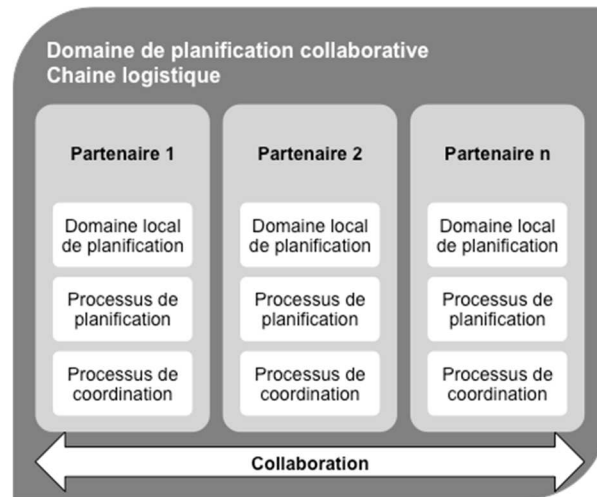 Domaine de planification collaborative
Chaine logistique
Partenaire 1
Domaine local
de planification
Processus de
planification
Processus de
coordination
Partenaire 2
Domaine local
de planification
Processus de
planification
Processus de
coordination
Partenaire n
Domaine local
de planification
Processus de
planification
Processus de
coordination
Collaboration